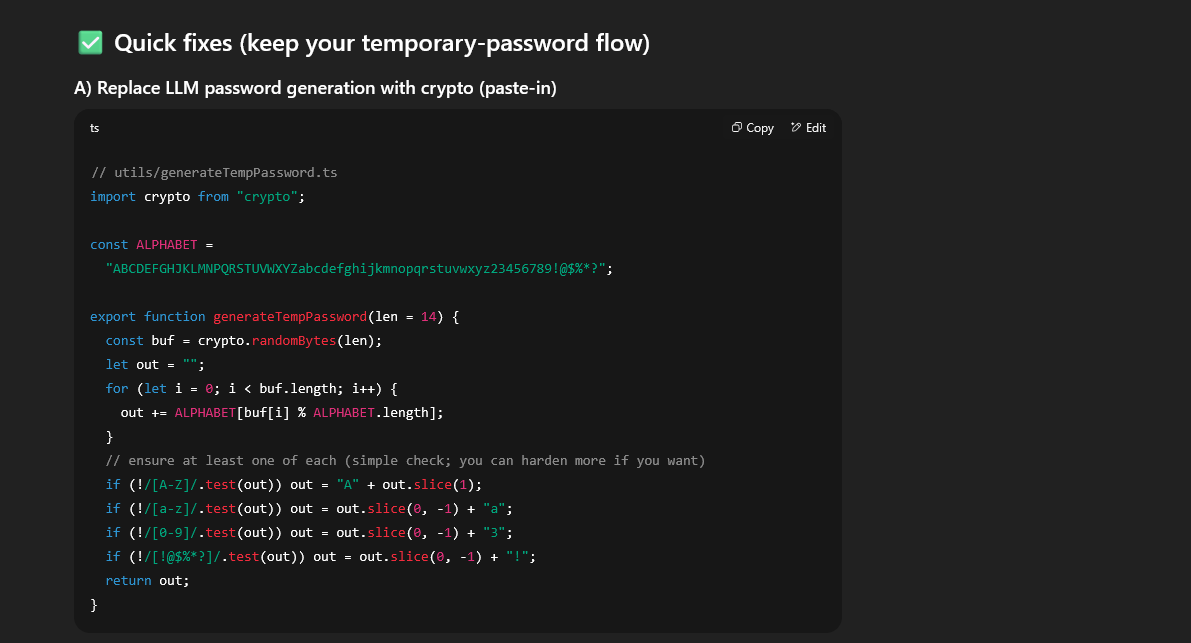 ✅ Quick fixes (keep your temporary-password flow)
A) Replace LLM password generation with crypto (paste-in)
ts Copy Edit
// utils/generateTempPassword.ts
import crypto from "crypto";
const ALPHABET =
"ABCDEFGHJKLMNPQRSTUVWXYZabcdefghijkmnopqrstuvwxyz23456789!@$%*?";
export function generateTempPassword(len = 14) {
const buf = crypto.randomBytes(len);
let out = "";
for (let i = 0; i < buf.length; i++) {
out += ALPHABET[buf[i] % ALPHABET.length];
}
// ensure at least one of each (simple check; you can harden more if you want)
if (!/[A-Z]/.test(out)) out = "A" + out.slice(1);
if (!/[a-z]/.test(out)) out = out.slice(0, -1) + "a";
if (!/[0-9]/.test(out)) out = out.slice(0, -1) + "3";
if (!/[!@$%*?]/.test(out)) out = out.slice(0, -1) + "!";
return out;
}